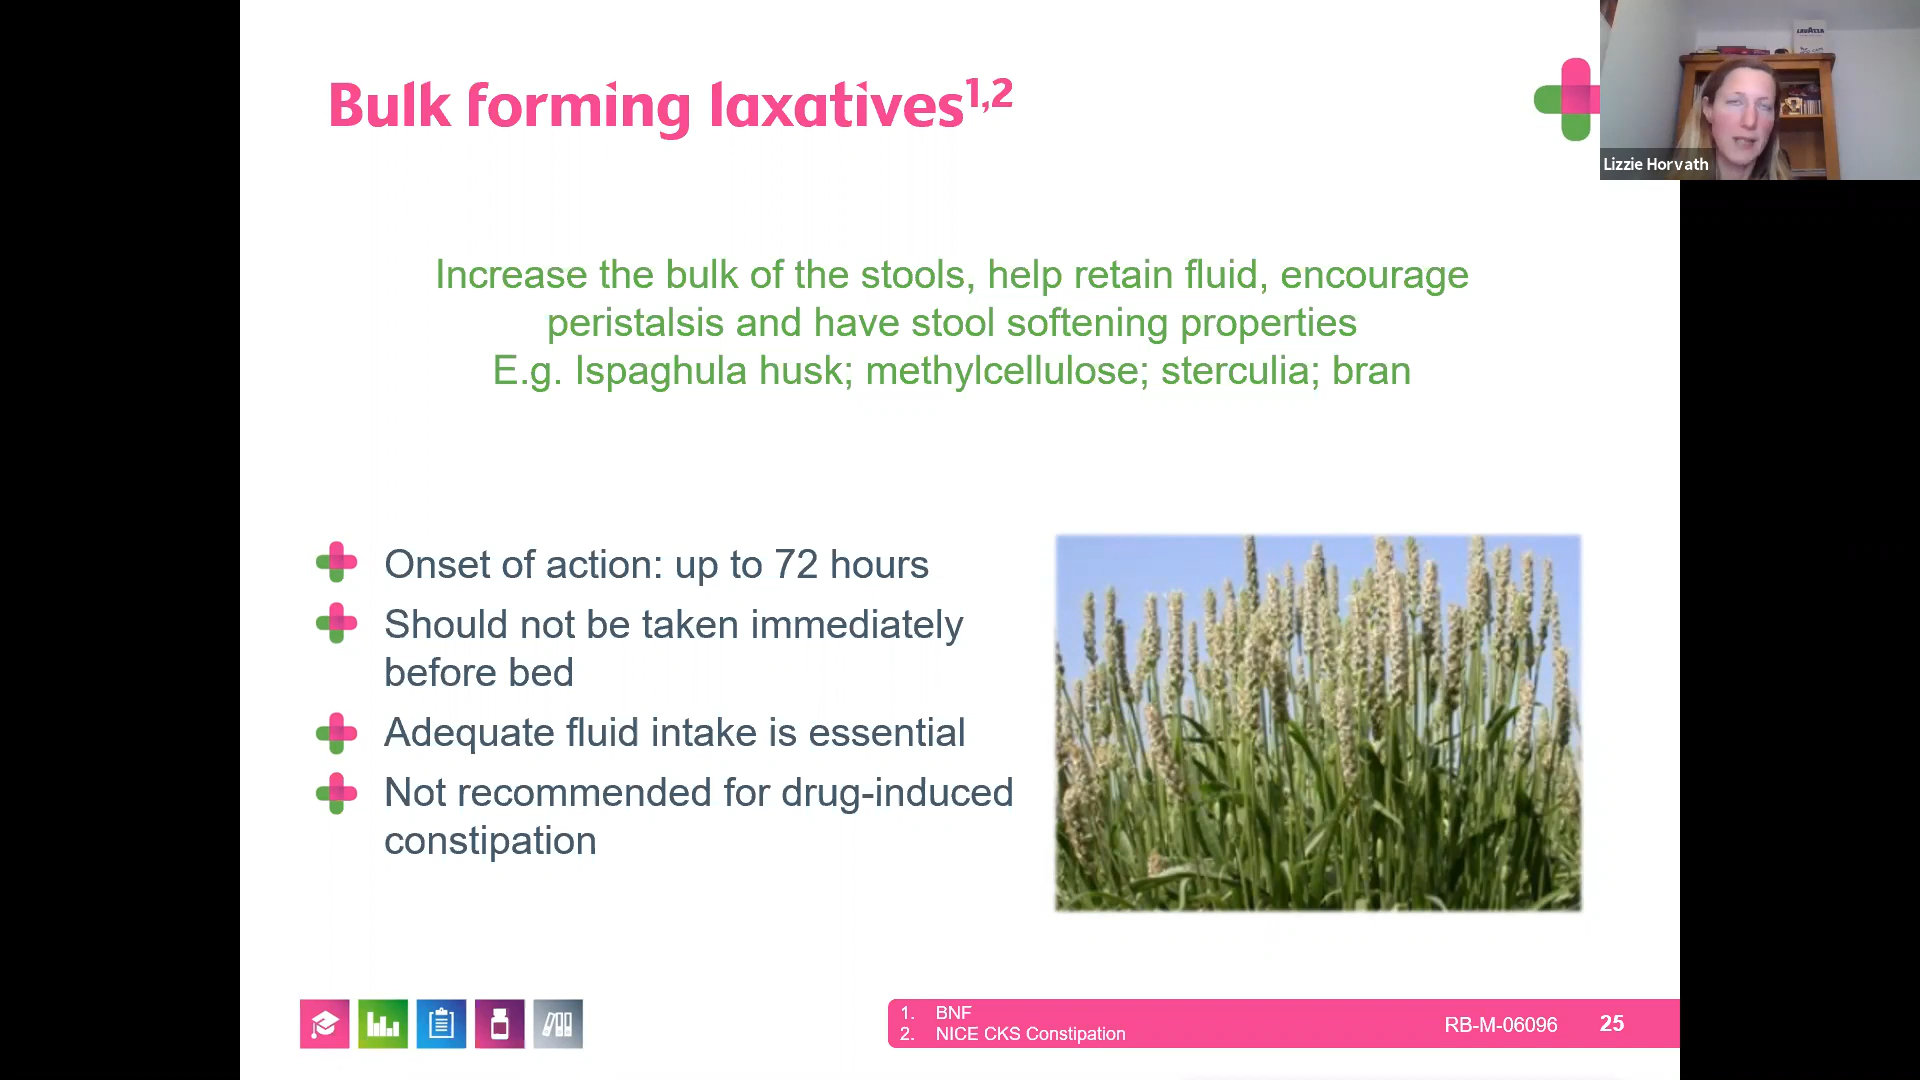 Bulk forming laxatives1,2
LAVAZZA
Lizzie Horvath
Increase the bulk of the stools, help retain fluid, encourage
peristalsis and have stool softening properties
E.g. Ispaghula husk; methylcellulose; sterculia; bran
Onset of action: up to 72 hours
Should not be taken immediately
before bed
Adequate fluid intake is essential
Not recommended for drug-induced
constipation
1. BNF
2. NICE CKS Constipation
RB-M-06096
25